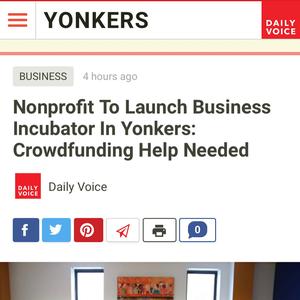 YONKERS
DAILY
VOICE
BUSINESS
4 hours ago
Nonprofit To Launch Business
Incubator In Yonkers:
Crowdfunding Help Needed
DAILY
VOICE
Daily Voice
0